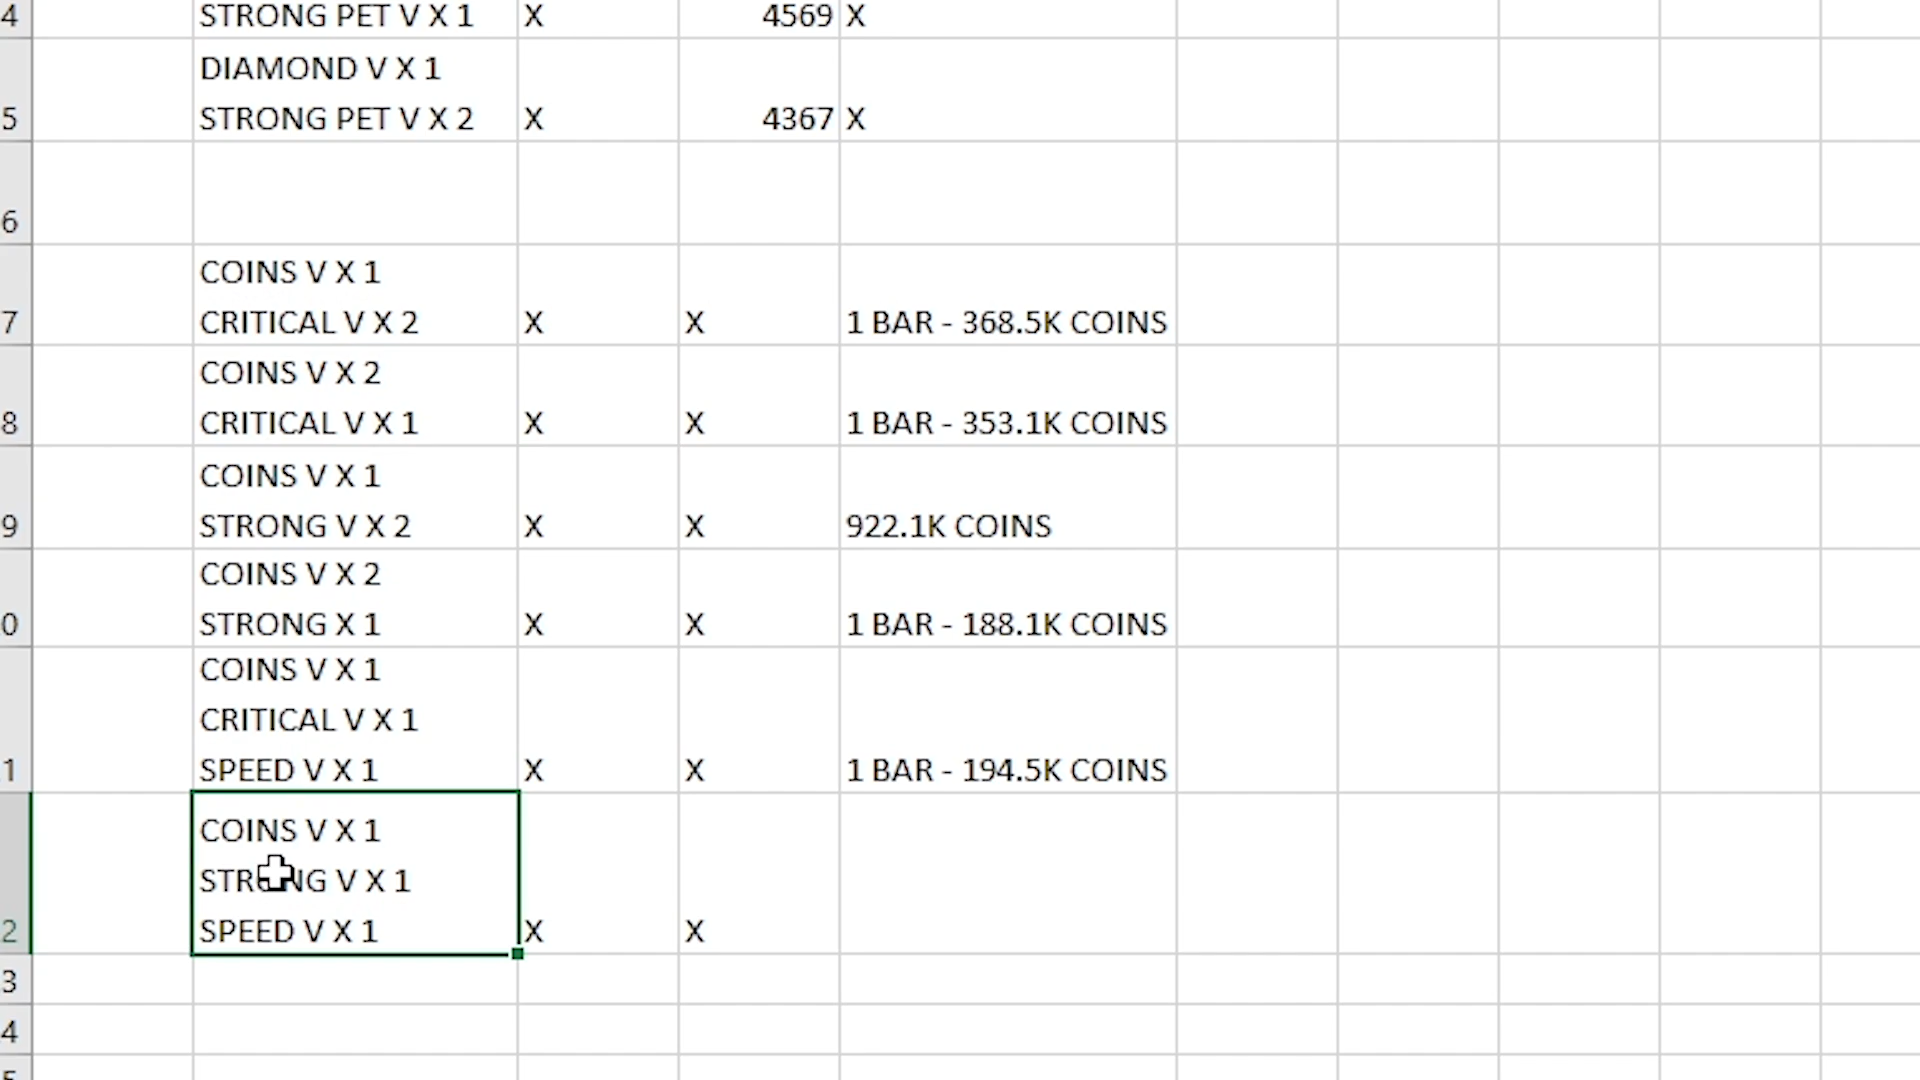 4 STRONG PET V X 1 X 4569 X
DIAMOND V X 1
5 STRONG PET V X 2 X 4367 X
6
COINS V X 1
7 CRITICAL V X 2 X X 1 BAR - 368.5K COINS
COINS V X 2
8 CRITICAL V X 1 X X 1 BAR - 353.1K COINS
COINS V X 1
9 STRONG V X 2 X X 922.1K COINS
COINS V X 2
0 STRONG X 1 X X 1 BAR - 188.1K COINS
COINS V X 1
CRITICAL V X 1
1 SPEED V X 1 X X 1 BAR - 194.5K COINS
COINS V X 1
STRONG V X 1
2 SPEED V X 1 X X
3
4
5